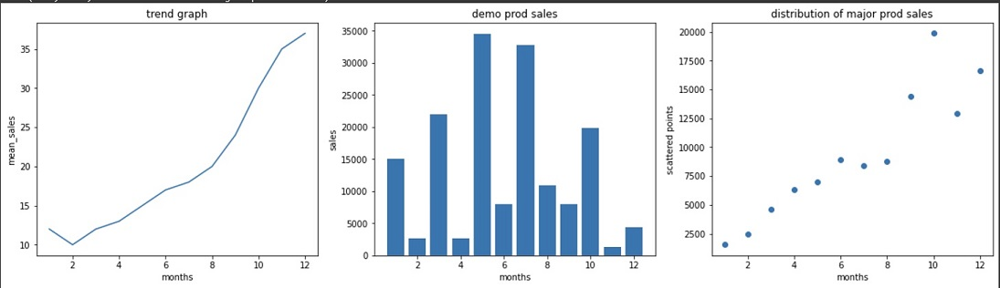 trend graph
35
30
25
20
15
10
mean_sales
2 4 6 8 10 12
months
demo prod sales
35000
30000
25000
20000
15000
10000
5000
0
sales
2 4 6 8 10 12
months
distribution of major prod sales
20000
17500
15000
12500
10000
7500
5000
2500
scattered points
2 4 6 8 10 12
months